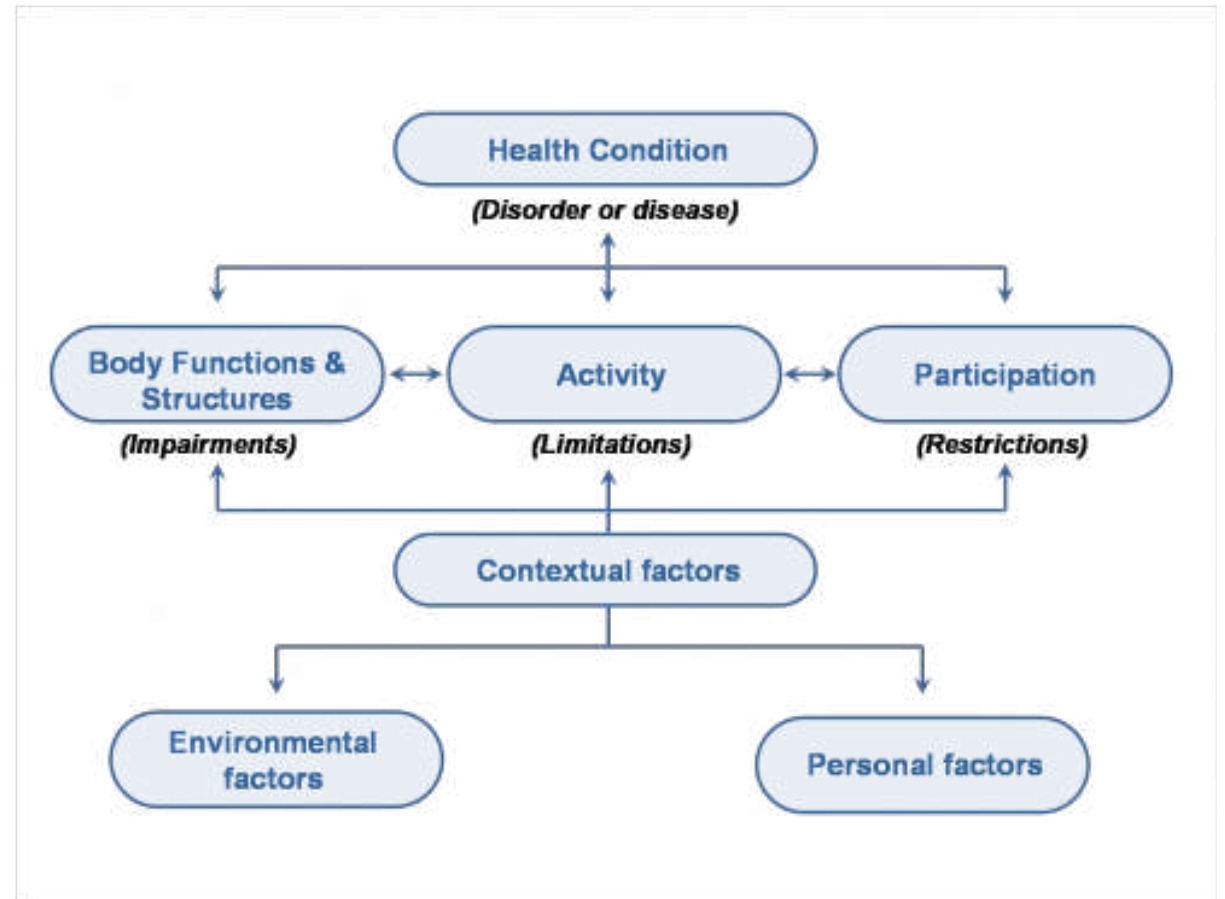 Health Condition
(Disorder or disease)
Body Functions &
Structures
Activity
Participation
(Impairments)
(Limitations)
(Restrictions)
Contextual factors
Environmental
factors
Personal factors